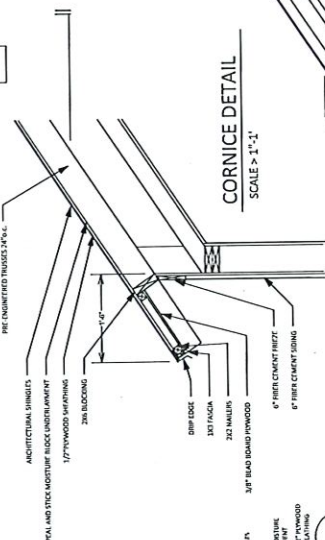 PRE-ENGINEERED TRUSSES 24"o.c.
ARCHITECTURAL SHINGLES
PEAL AND STICK MOISTURE BLOCK UNDERLAYMENT
1/2" PLYWOOD SHEATHING
2X6 BLOCKING
1'-6"
DRIP EDGE
1X3 FASCIA
2X2 NAILERS
3/8" BEAD BOARD PLYWOOD
6" FIBER CEMENT FRIEZE
6" FIBER CEMENT SIDING
CORNICE DETAIL
SCALE > 1"-1'
PLYWOOD